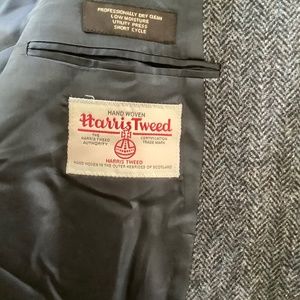 PROFESSIONALLY DRY CLEAN
LOW MOISTURE
UTILITY PRESS
SHORT CYCLE
HAND WOVEN
Harris Tweed
THE
HARRIS TWEED
AUTHORITY
CERTIFICATION
TRADE MARK
HARRIS TWEED
HAND WOVEN IN THE OUTER HEBRIDES OF SCOTLAND